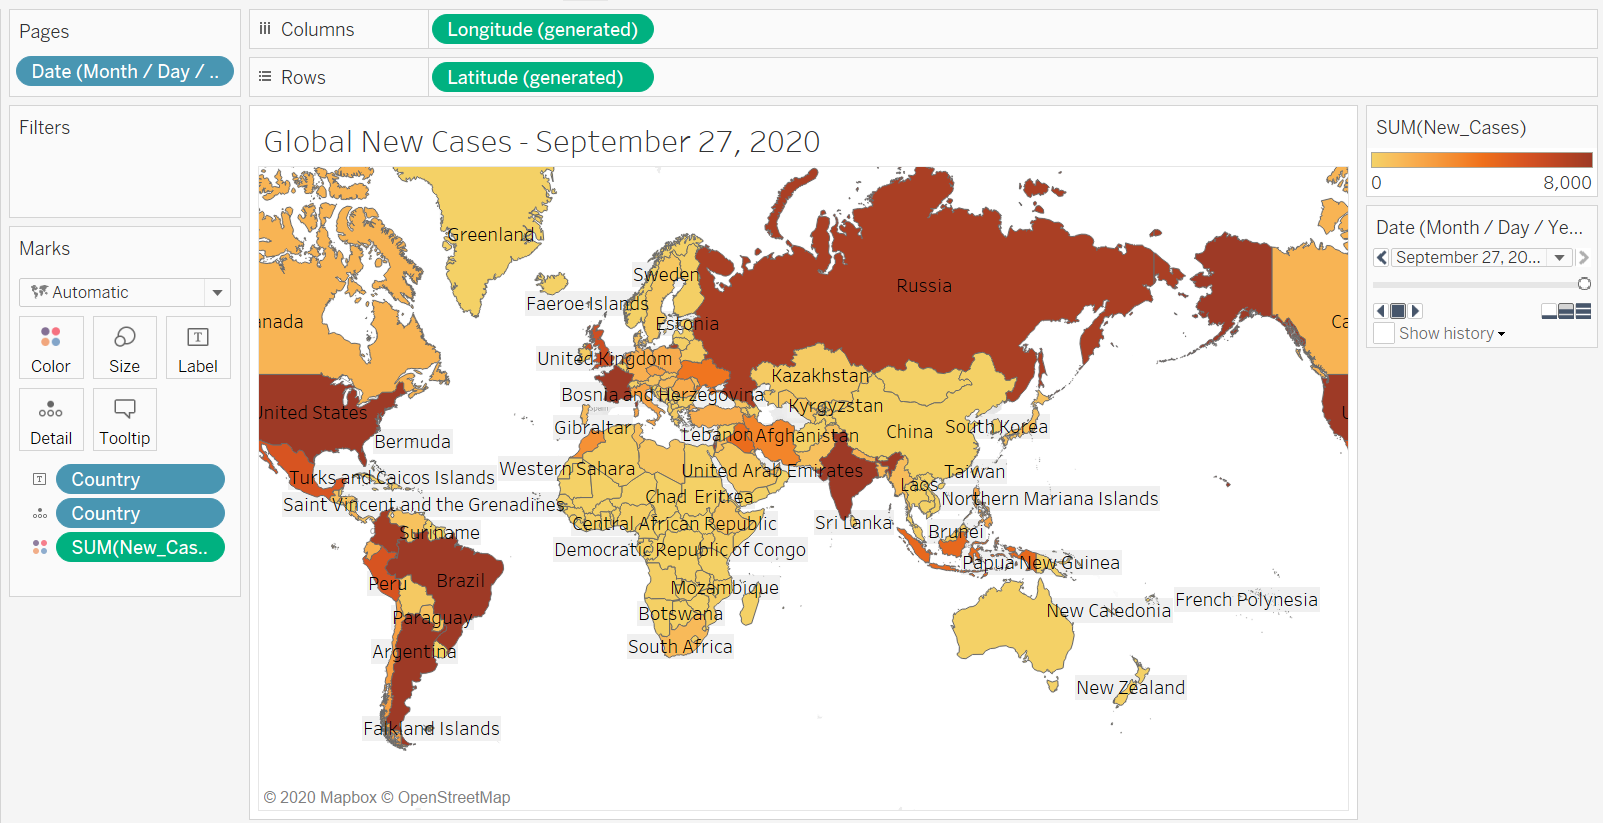 Pages
Date (Month / Day / ..
Columns
Longitude (generated)
Rows
Latitude (generated)
Filters
Marks
Automatic
Color
Size
T
Label
Detail
Tooltip
T
Country
Country
SUM(New_Cas..
Global New Cases - September 27, 2020
Greenland
Sweden
Russia
Faeroe Islands
anada
Estonia
Ca
United Kingdom
Kazakhstan
Bosnia and Herzegovina
Kyrgyzstan
United States
U
Gibraltar
South Korea
China
Lebanon
Afghanistan
Bermuda
Western Sahara
United Arab Emirates
Taiwan
Turks and Caicos Islands
Laos
Chad
Eritrea
Northern Mariana Islands
Saint Vincent and the Grenadines
Central African Republic
Sri Lanka
Suriname
Brunei
Democratic Republic of Congo
Papua New Guinea
Brazil
Peru
Mozambique
French Polynesia
New Caledonia
Botswana
Paraguay
South Africa
Argentina
New Zealand
Falkland Islands
© 2020 Mapbox © OpenStreetMap
SUM(New_Cases)
0
8,000
Date (Month / Day / Ye...
September 27, 20...
Show history